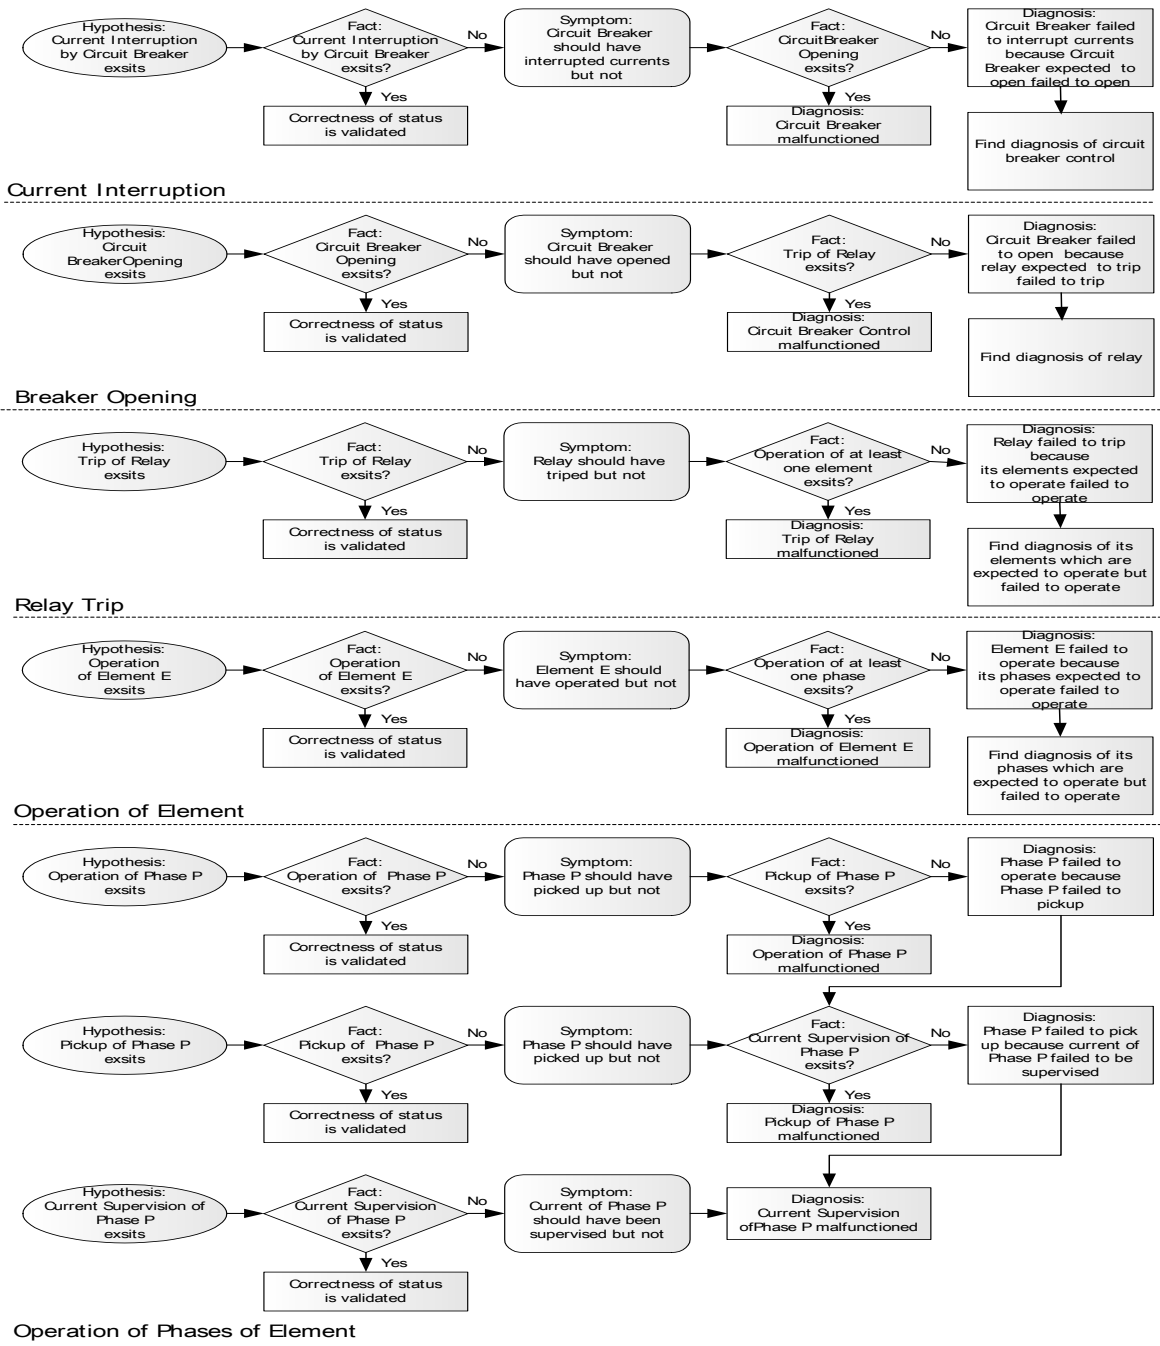 Hypothesis:
Current Interruption
by Circuit Breaker
exsits
Fact:
Current Interruption
by Circuit Breaker
exsits?
No
Symptom:
Circuit Breaker
should have
interrupted currents
but not
Fact:
CircuitBreaker
Opening
exsits?
No
Diagnosis:
Circuit Breaker failed
to interrupt currents
because Circuit
Breaker expected to
open failed to open
Yes
Correctness of status
is validated
Yes
Diagnosis:
Circuit Breaker
malfunctioned
Find diagnosis of circuit
breaker control
Current Interruption
Hypothesis:
Circuit
BreakerOpening
exsits
Fact:
Circuit Breaker
Opening
exsits?
No
Symptom:
Circuit Breaker
should have opened
but not
Fact:
Trip of Relay
exsits?
No
Diagnosis:
Circuit Breaker failed
to open because
relay expected to trip
failed to trip
Yes
Correctness of status
is validated
Yes
Diagnosis:
Circuit Breaker Control
malfunctioned
Find diagnosis of relay
Breaker Opening
Hypothesis:
Trip of Relay
exsits
Fact:
Trip of Relay
exsits?
No
Symptom:
Relay should have
triped but not
Fact:
Operation of at least
one element
exsits?
No
Diagnosis:
Relay failed to trip
because
its elements expected
to operate failed to
operate
Yes
Correctness of status
is validated
Yes
Diagnosis:
Trip of Relay
malfunctioned
Find diagnosis of its
elements which are
expected to operate but
failed to operate
Relay Trip
Hypothesis:
Operation
of Element E
exsits
Fact:
Operation
of Element E
exsits?
No
Symptom:
Element E should
have operated but not
Fact:
Operation of at least
one phase
exsits?
No
Diagnosis:
Element E failed to
operate because
its phases expected to
operate failed to
operate
Yes
Correctness of status
is validated
Yes
Diagnosis:
Operation of Element E
malfunctioned
Find diagnosis of its
phases which are
expected to operate but
failed to operate
Operation of Element
Hypothesis:
Operation of Phase P
exsits
Fact:
Operation of Phase P
exsits?
No
Symptom:
Phase P should have
picked up but not
Fact:
Pickup of Phase P
exsits?
No
Diagnosis:
Phase P failed to
operate because
Phase P failed to
pickup
Yes
Correctness of status
is validated
Yes
Diagnosis:
Operation of Phase P
malfunctioned
Hypothesis:
Pickup of Phase P
exsits
Fact:
Pickup of Phase P
exsits?
No
Symptom:
Phase P should have
picked up but not
Fact:
Current Supervision of
Phase P
exsits?
No
Diagnosis:
Phase P failed to pick
up because current of
Phase P failed to be
supervised
Yes
Correctness of status
is validated
Yes
Diagnosis:
Pickup of Phase P
malfunctioned
Hypothesis:
Current Supervision of
Phase P
exsits
Fact:
Current Supervision
of Phase P
exsits?
No
Symptom:
Current of Phase P
should have been
supervised but not
Diagnosis:
Current Supervision
ofPhase P malfunctioned
Yes
Correctness of status
is validated
Operation of Phases of Element